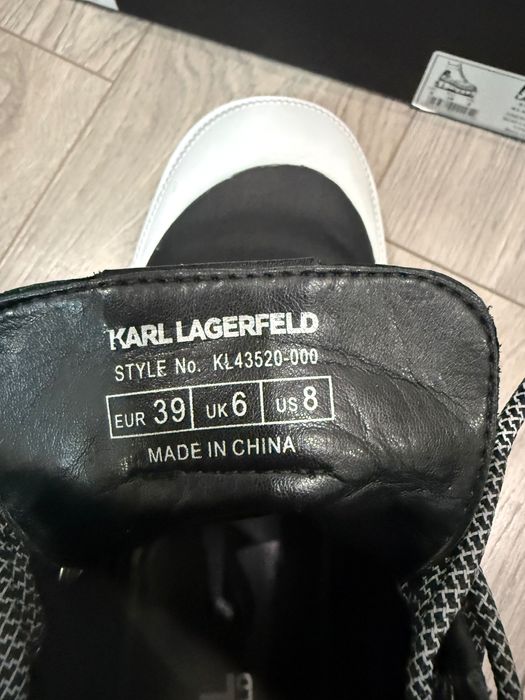 KARL LAGERFELD
STYLE No. KL43520-000
EUR 39 UK 6 US 8
MADE IN CHINA